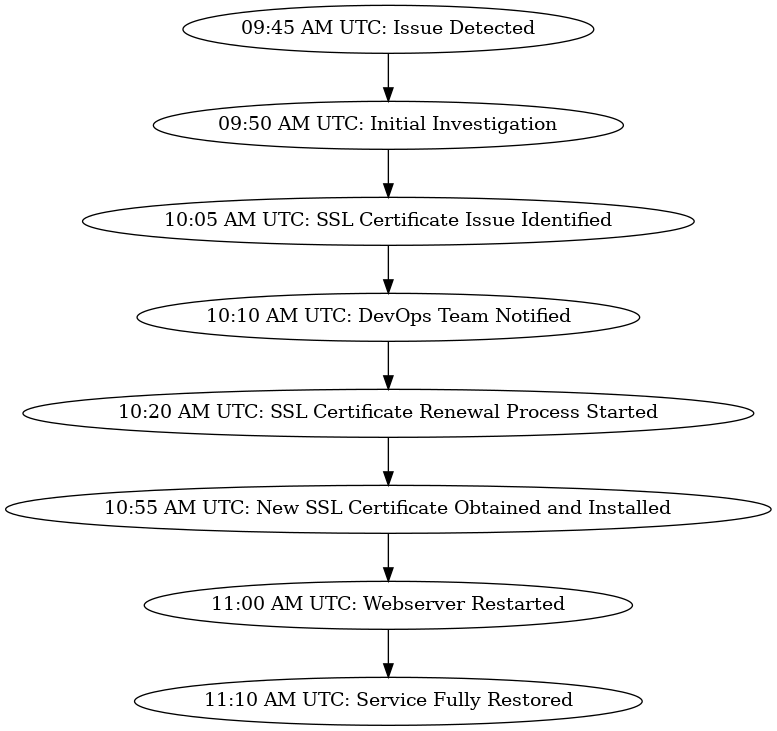 09:45 AM UTC: Issue Detected
09:50 AM UTC: Initial Investigation
10:05 AM UTC: SSL Certificate Issue Identified
10:10 AM UTC: DevOps Team Notified
10:20 AM UTC: SSL Certificate Renewal Process Started
10:55 AM UTC: New SSL Certificate Obtained and Installed
11:00 AM UTC: Webserver Restarted
11:10 AM UTC: Service Fully Restored